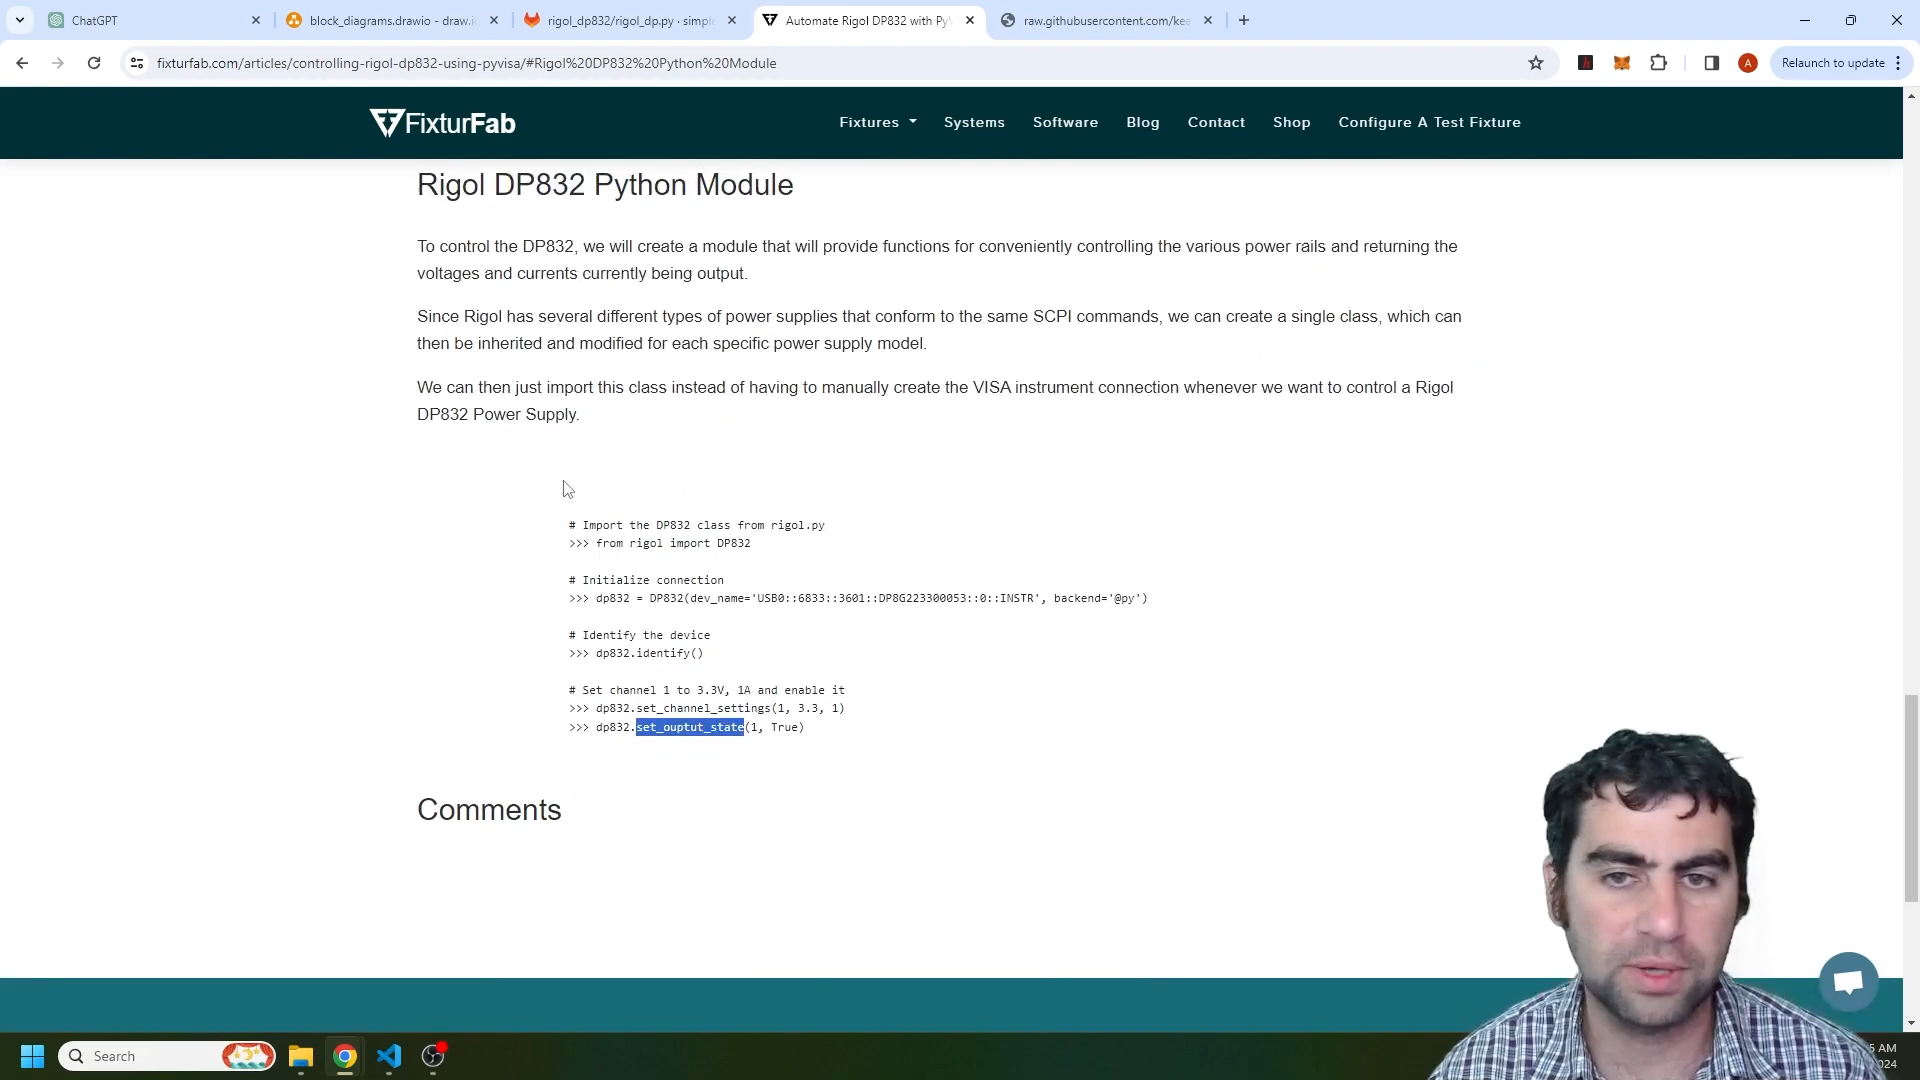 ChatGPT
block_diagrams.drawio - draw.i
rigol_dp832/rigol_dp.py · simple
Automate Rigol DP832 with Py
raw.githubusercontent.com/kea
fixturfab.com/articles/controlling-rigol-dp832-using-pyvisa/#Rigol%20DP832%20Python%20Module
A
Relaunch to update
FixturFab
Fixtures
Systems
Software
Blog
Contact
Shop
Configure A Test Fixture
Rigol DP832 Python Module
To control the DP832, we will create a module that will provide functions for conveniently controlling the various power rails and returning the
voltages and currents currently being output.
Since Rigol has several different types of power supplies that conform to the same SCPI commands, we can create a single class, which can
then be inherited and modified for each specific power supply model.
We can then just import this class instead of having to manually create the VISA instrument connection whenever we want to control a Rigol
DP832 Power Supply.
# Import the DP832 class from rigol.py
>>> from rigol import DP832
# Initialize connection
>>> dp832 = DP832(dev_name='USB0::6833::3601::DP8G223300053::0::INSTR', backend='@py')
# Identify the device
>>> dp832.identify()
# Set channel 1 to 3.3V, 1A and enable it
>>> dp832.set_channel_settings(1, 3.3, 1)
>>> dp832.set_ouptut_state(1, True)
Comments
Search
5 AM
024